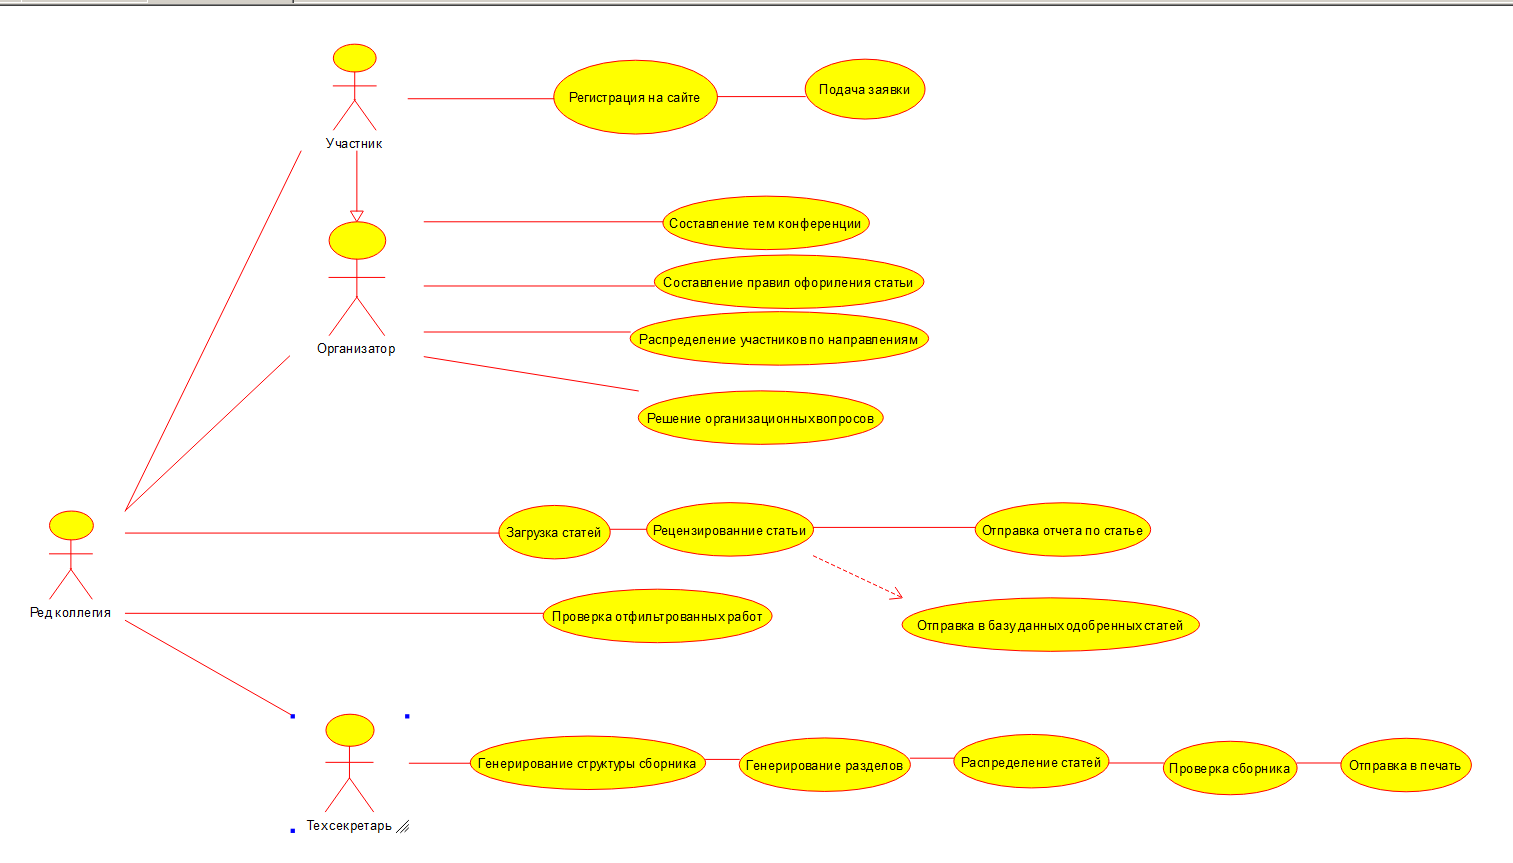 Регистрация на сайте
Подача заявки
Участник
Составление тем конференции
Составление правил офориления статьи
Распределение участников по направлениям
Организатор
Решение организационных вопросов
Загрузка статей
Рецензированние статьи
Отправка отчета по статье
Ред коллегия
Проверка отфильтрованных работ
Отправка в базу данных одобренных статей
Генерирование структуры сборника
Генерирование разделов
Распределение статей
Проверка сборника
Отправка в печать
Техсекретарь